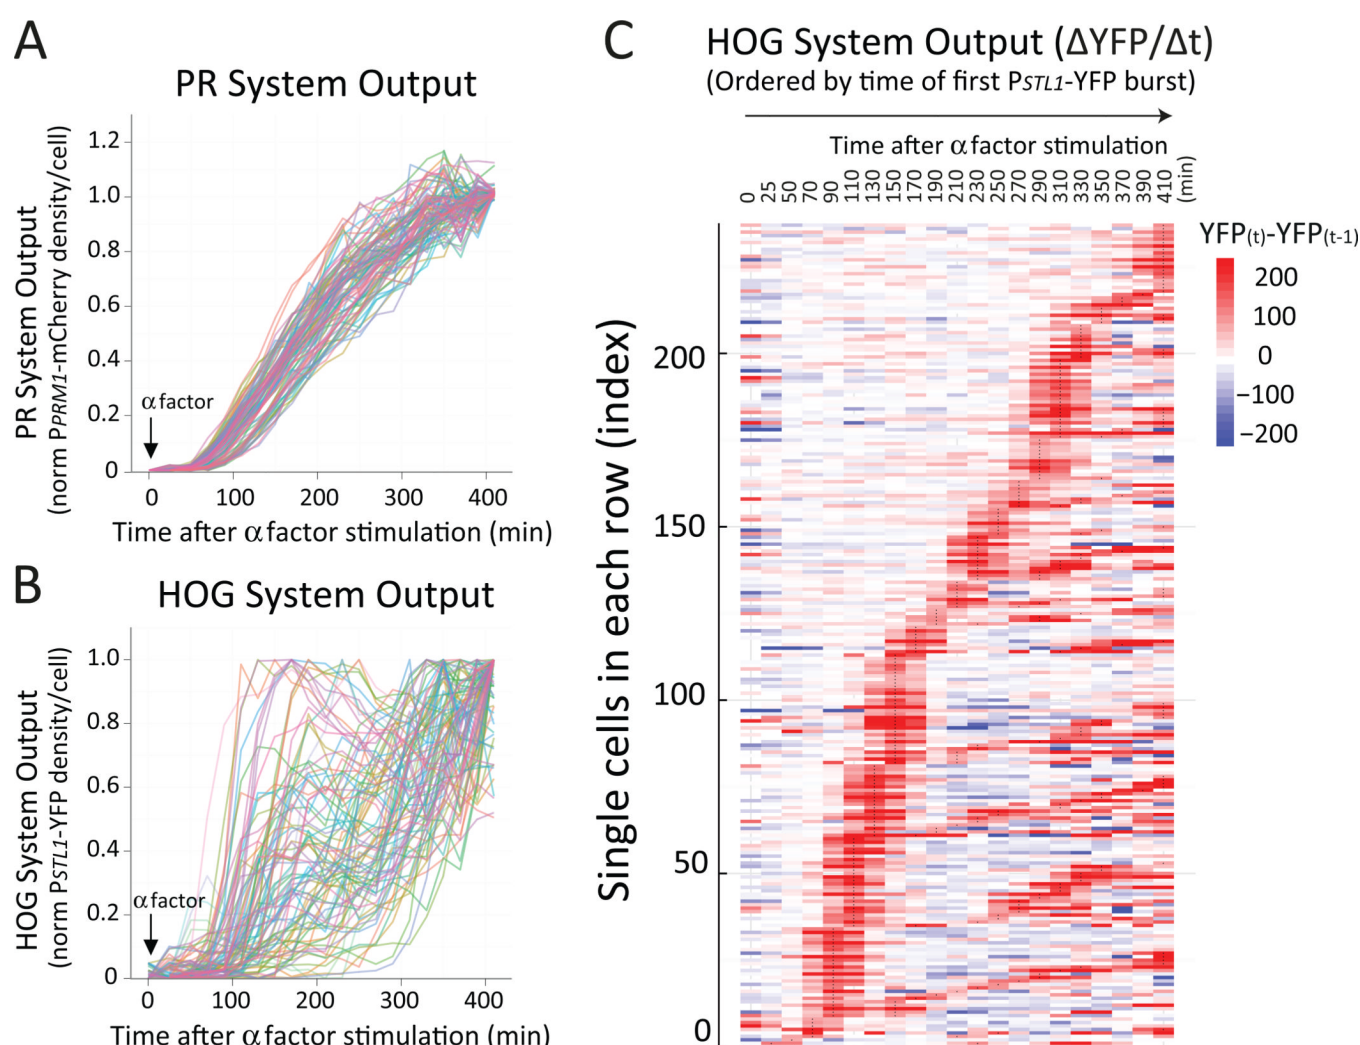 A
PR System Output
PR System Output
(norm PPRM1-mCherry density/cell)
1.2
1.0
0.8
0.6
0.4
0.2
0
α factor
0 100 200 300 400
Time after α factor stimulation (min)
B
HOG System Output
HOG System Output
(norm PSTL1-YFP density/cell)
1.0
0.8
0.6
0.4
0.2
0
α factor
0 100 200 300 400
Time after α factor stimulation (min)
C
HOG System Output (ΔYFP/Δt)
(Ordered by time of first PSTL1-YFP burst)
Time after α factor stimulation
0 25 50 70 90 110 130 150 170 190 210 230 250 270 290 310 330 350 370 390 410 (min)
Single cells in each row (index)
200
150
100
50
0
YFP(t)-YFP(t-1)
200
100
0
−100
−200